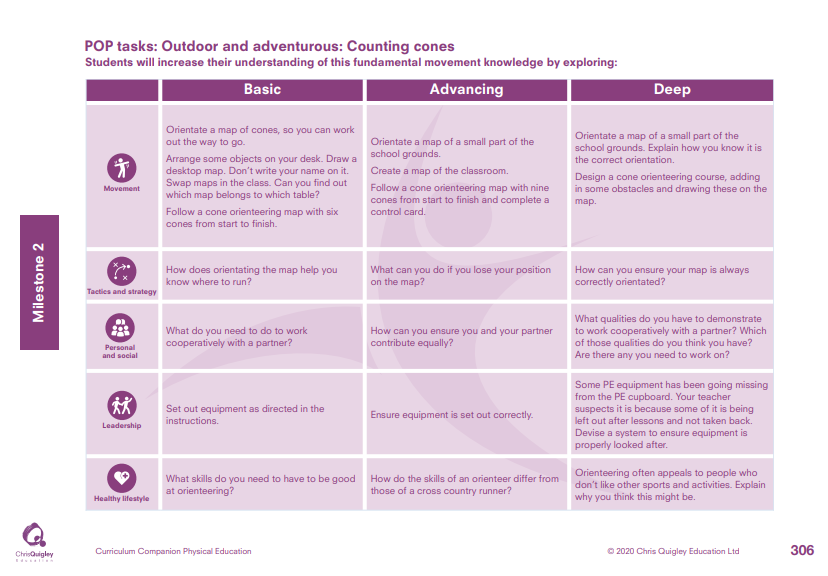 POP tasks: Outdoor and adventurous: Counting cones
Students will increase their understanding of this fundamental movement knowledge by exploring:
Basic
Advancing
Deep
Milestone 2
Movement
Orientate a map of cones, so you can work
out the way to go.
Arrange some objects on your desk. Draw a
desktop map. Don't write your name on it.
Swap maps in the class. Can you find out
which map belongs to which table?
Follow a cone orienteering map with six
cones from start to finish.
Orientate a map of a small part of the
school grounds.
Create a map of the classroom.
Follow a cone orienteering map with nine
cones from start to finish and complete a
control card.
Orientate a map of a small part of the
school grounds. Explain how you know it is
the correct orientation.
Design a cone orienteering course, adding
in some obstacles and drawing these on the
map.
Tactics and strategy
How does orientating the map help you
know where to run?
What can you do if you lose your position
on the map?
How can you ensure your map is always
correctly orientated?
Personal
and social
What do you need to do to work
cooperatively with a partner?
How can you ensure you and your partner
contribute equally?
What qualities do you have to demonstrate
to work cooperatively with a partner? Which
of those qualities do you think you have?
Are there any you need to work on?
Leadership
Set out equipment as directed in the
instructions.
Ensure equipment is set out correctly.
Some PE equipment has been going missing
from the PE cupboard. Your teacher
suspects it is because some of it is being
left out after lessons and not taken back.
Devise a system to ensure equipment is
properly looked after.
Healthy lifestyle
What skills do you need to have to be good
at orienteering?
How do the skills of an orienteer differ from
those of a cross country runner?
Orienteering often appeals to people who
don't like other sports and activities. Explain
why you think this might be.
ChrisQuigley
Education
Curriculum Companion Physical Education
© 2020 Chris Quigley Education Ltd
306